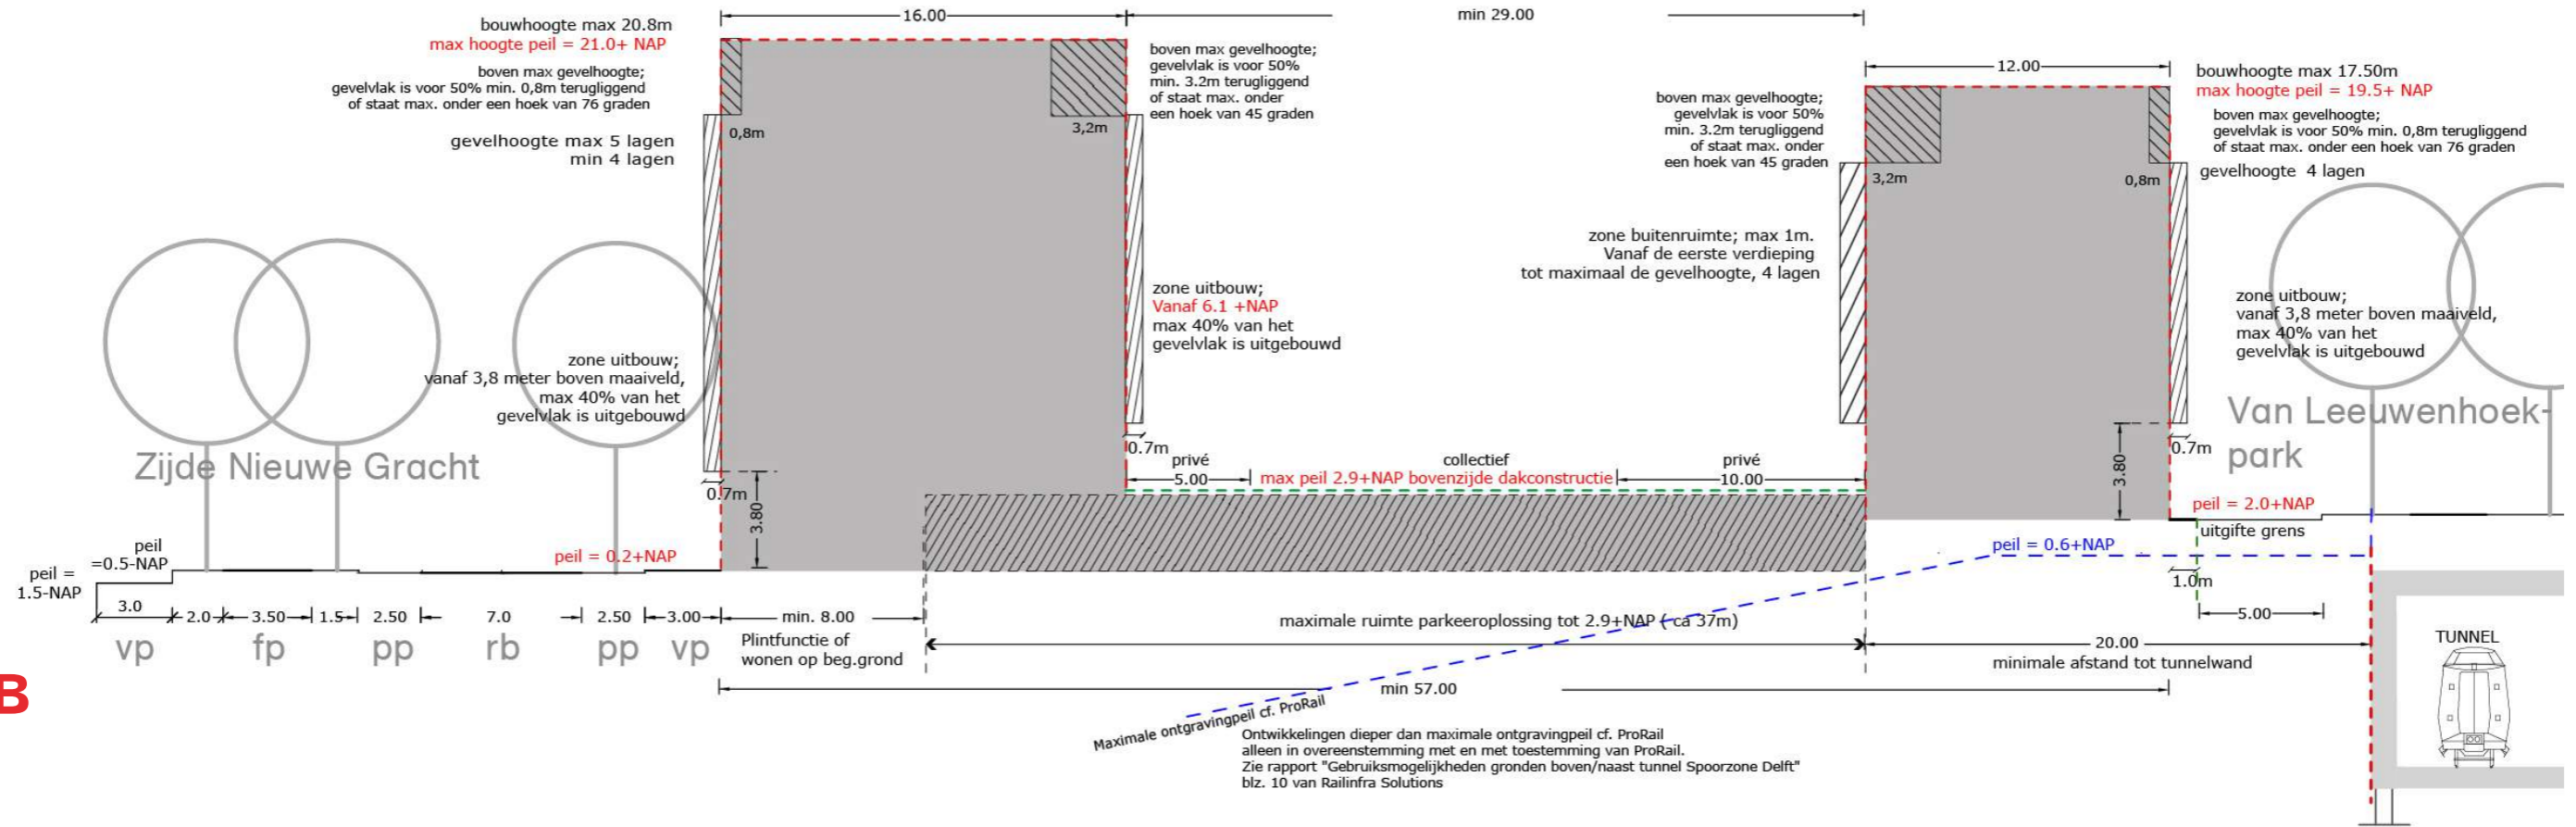 16.00
min 29.00
bouwhoogte max 20.8m
max hoogte peil = 21.0+ NAP
boven max gevelhoogte;
gevelvlak is voor 50% min. 0,8m terugliggend
of staat max. onder een hoek van 76 graden
gevelhoogte max 5 lagen
min 4 lagen
0,8m
3,2m
boven max gevelhoogte;
gevelvlak is voor 50%
min. 3.2m terugliggend
of staat max. onder
een hoek van 45 graden
12.00
boven max gevelhoogte;
gevelvlak is voor 50%
min. 3.2m terugliggend
of staat max. onder
een hoek van 45 graden
3,2m
0,8m
bouwhoogte max 17.50m
max hoogte peil = 19.5+ NAP
boven max gevelhoogte;
gevelvlak is voor 50% min. 0,8m terugliggend
of staat max. onder een hoek van 76 graden
gevelhoogte 4 lagen
zone buitenruimte; max 1m.
Vanaf de eerste verdieping
tot maximaal de gevelhoogte, 4 lagen
zone uitbouw;
Vanaf 6.1 +NAP
max 40% van het
gevelvlak is uitgebouwd
zone uitbouw;
vanaf 3,8 meter boven maaiveld,
max 40% van het
gevelvlak is uitgebouwd
zone uitbouw;
vanaf 3,8 meter boven maaiveld,
max 40% van het
gevelvlak is uitgebouwd
Zijde Nieuwe Gracht
Van Leeuwenhoek-
park
0.7m
3.80
0.7m
privé
5.00
collectief
max peil 2.9+NAP bovenzijde dakconstructie
privé
10.00
3.80
0.7m
peil = 2.0+NAP
uitgifte grens
peil = 0.6+NAP
1.0m
5.00
peil
=0.5-NAP
peil =
1.5-NAP
peil = 0.2+NAP
3.0
2.0
3.50
1.5
2.50
7.0
2.50
3.00
min. 8.00
vp
fp
pp
rb
pp
vp
Plintfunctie of
wonen op beg.grond
maximale ruimte parkeeroplossing tot 2.9+NAP ( ca 37m)
20.00
minimale afstand tot tunnelwand
TUNNEL
min 57.00
B
Maximale ontgravingpeil cf. ProRail
Ontwikkelingen dieper dan maximale ontgravingpeil cf. ProRail
alleen in overeenstemming met en met toestemming van ProRail.
Zie rapport "Gebruiksmogelijkheden gronden boven/naast tunnel Spoorzone Delft"
blz. 10 van Railinfra Solutions